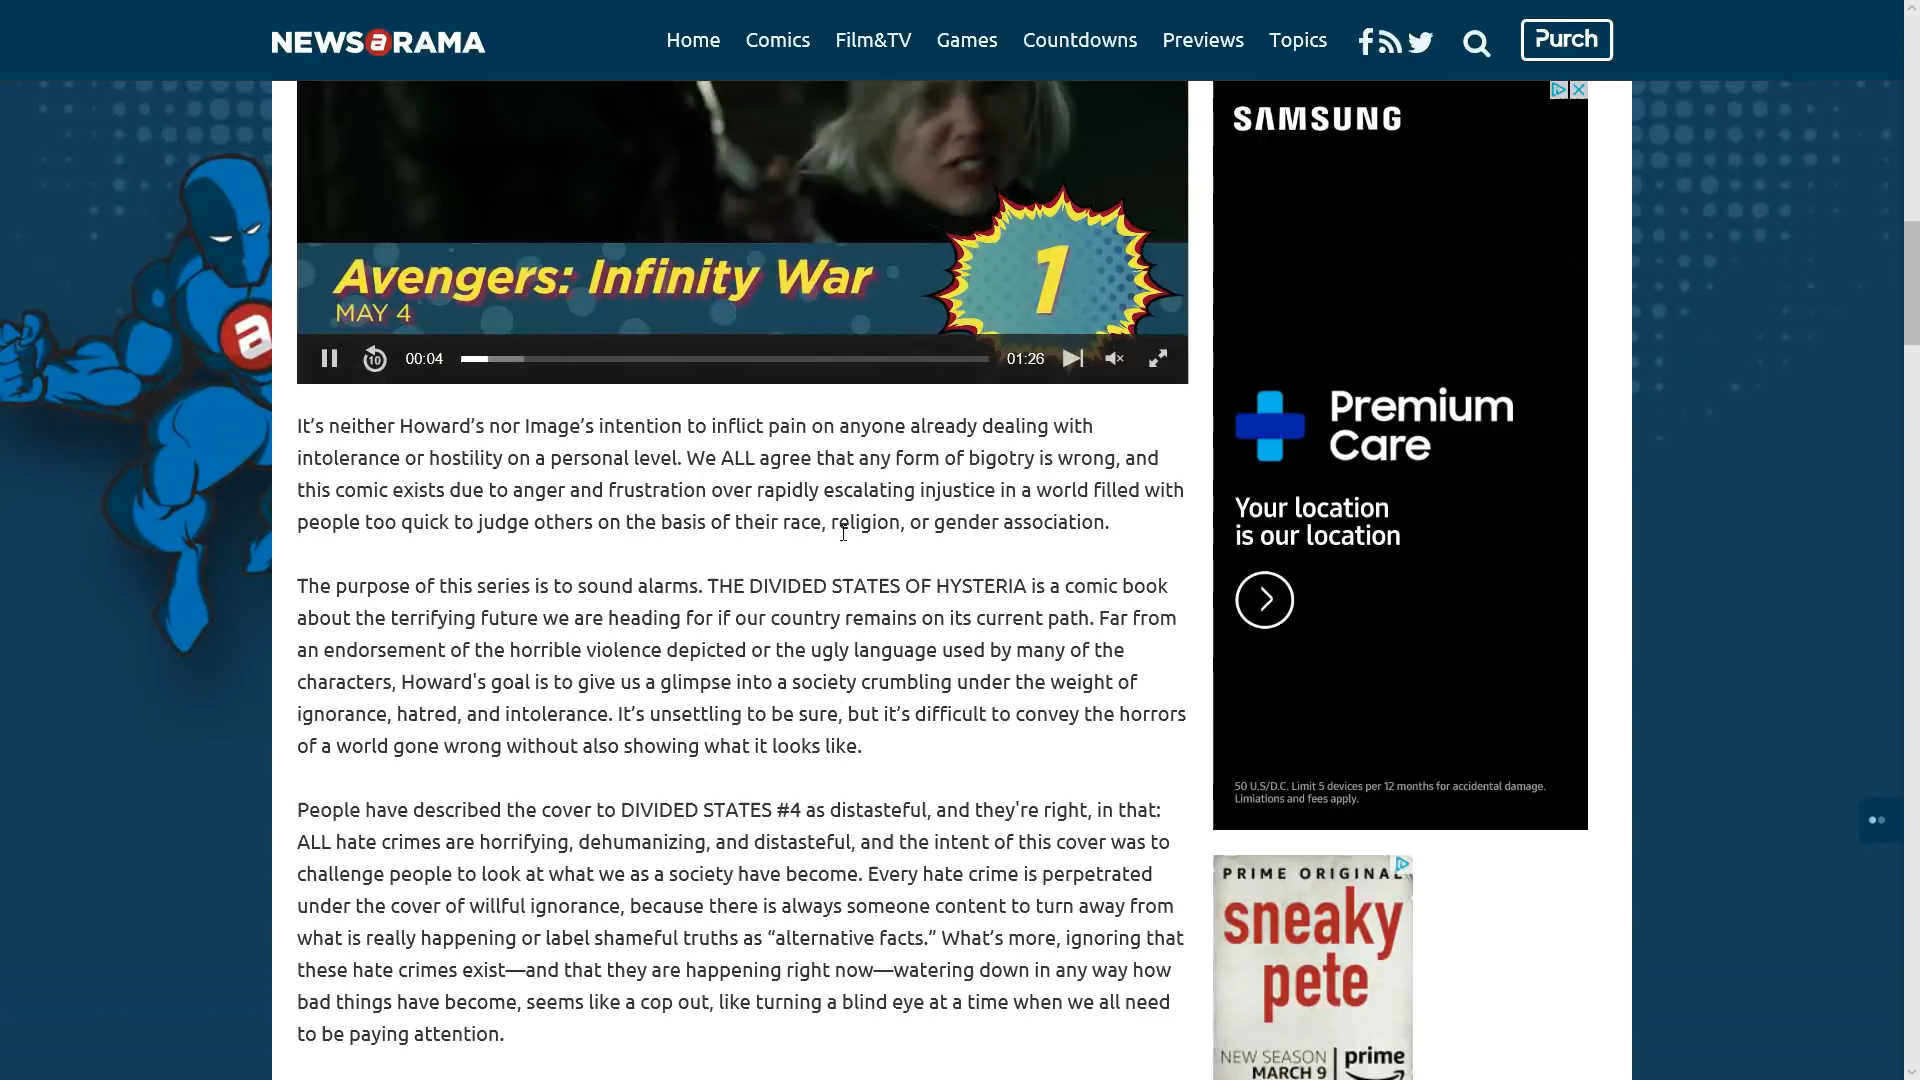 NEWSaRAMA
Home Comics Film&TV Games Countdowns Previews Topics
Purch
Avengers: Infinity War
MAY 4
1
10
00:04
01:26
It’s neither Howard’s nor Image’s intention to inflict pain on anyone already dealing with
intolerance or hostility on a personal level. We ALL agree that any form of bigotry is wrong, and
this comic exists due to anger and frustration over rapidly escalating injustice in a world filled with
people too quick to judge others on the basis of their race, religion, or gender association.
The purpose of this series is to sound alarms. THE DIVIDED STATES OF HYSTERIA is a comic book
about the terrifying future we are heading for if our country remains on its current path. Far from
an endorsement of the horrible violence depicted or the ugly language used by many of the
characters, Howard's goal is to give us a glimpse into a society crumbling under the weight of
ignorance, hatred, and intolerance. It’s unsettling to be sure, but it’s difficult to convey the horrors
of a world gone wrong without also showing what it looks like.
People have described the cover to DIVIDED STATES #4 as distasteful, and they're right, in that:
ALL hate crimes are horrifying, dehumanizing, and distasteful, and the intent of this cover was to
challenge people to look at what we as a society have become. Every hate crime is perpetrated
under the cover of willful ignorance, because there is always someone content to turn away from
what is really happening or label shameful truths as “alternative facts.” What’s more, ignoring that
these hate crimes exist—and that they are happening right now—watering down in any way how
bad things have become, seems like a cop out, like turning a blind eye at a time when we all need
to be paying attention.
SAMSUNG
Premium
Care
Your location
is our location
50 U.S/D.C. Limit 5 devices per 12 months for accidental damage.
Limiations and fees apply.
PRIME ORIGINAL
sneaky
pete
NEW SEASON
MARCH 9
prime
a